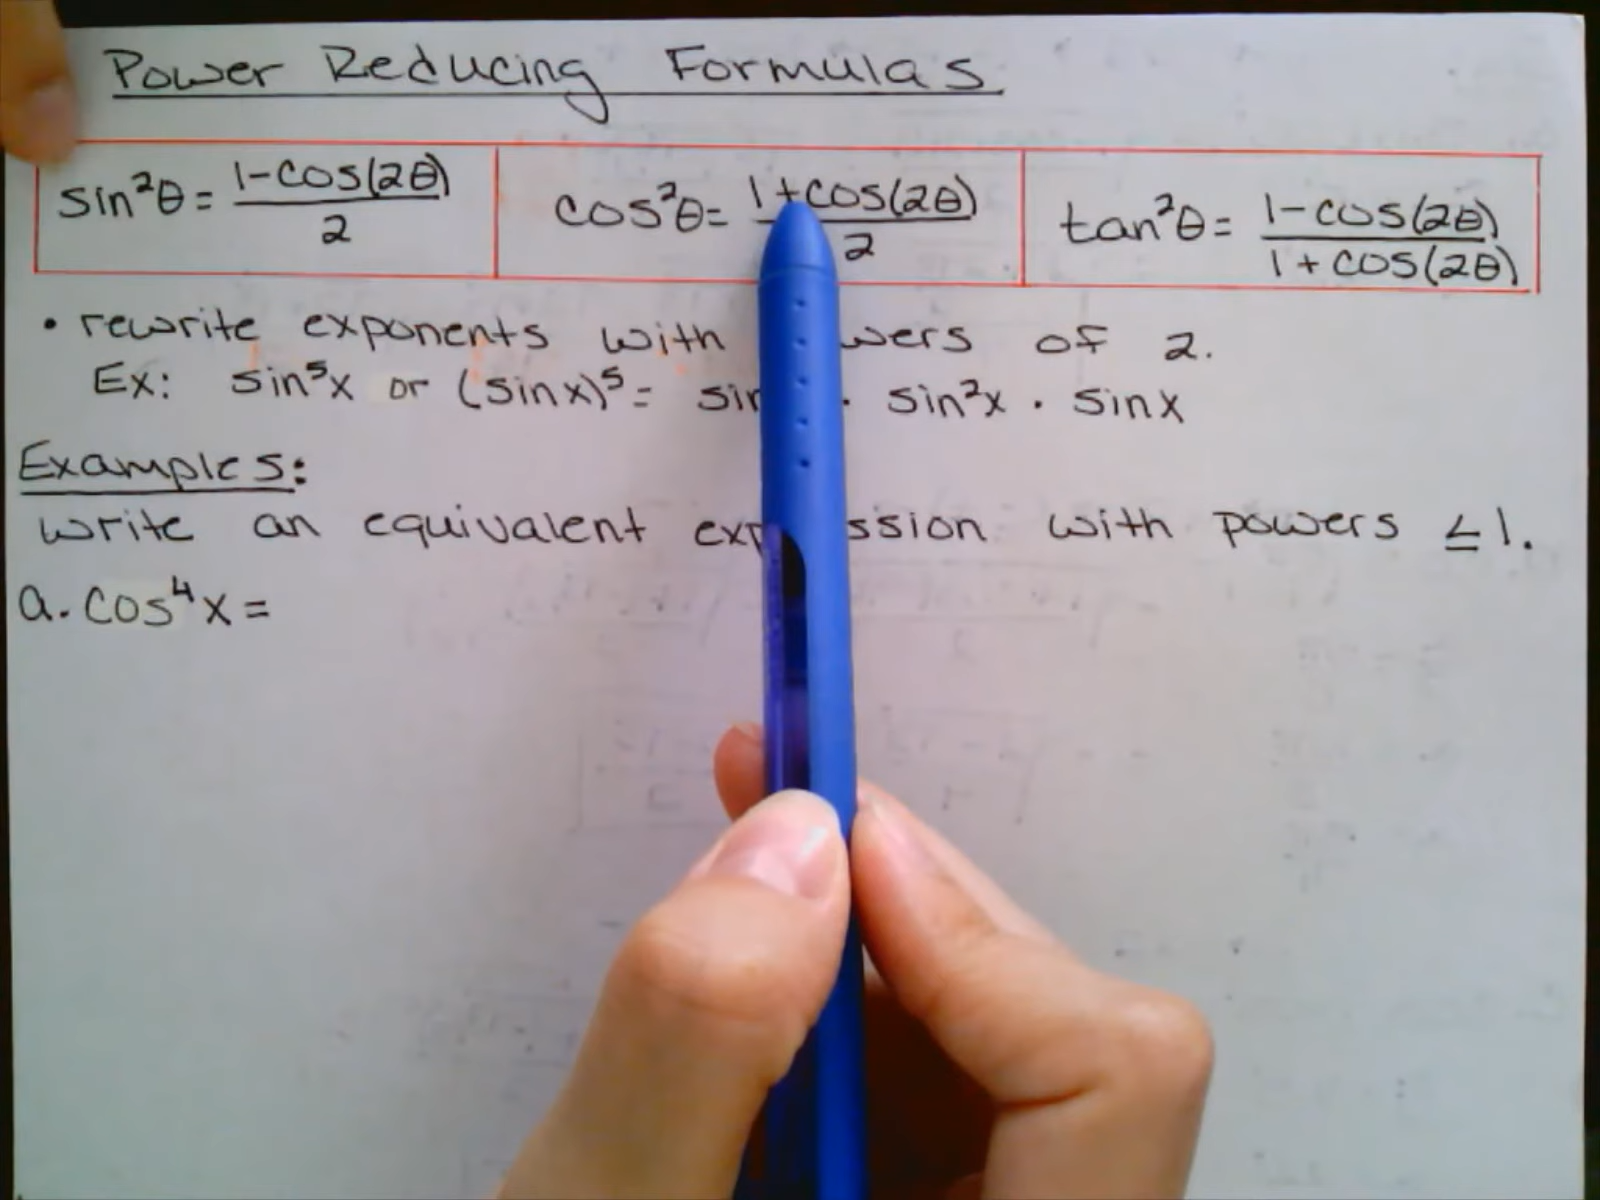 Power Reducing Formulas
sin²θ = (1-cos(2θ))/2 cos²θ = (1+cos(2θ))/2 tan²θ = (1-cos(2θ))/(1+cos(2θ))
• rewrite exponents with of 2.
Ex: sin⁵x or (sinx)⁵ = · sin²x · sinx
Examples:
write an equivalent with powers ≤ 1.
a. cos⁴x =